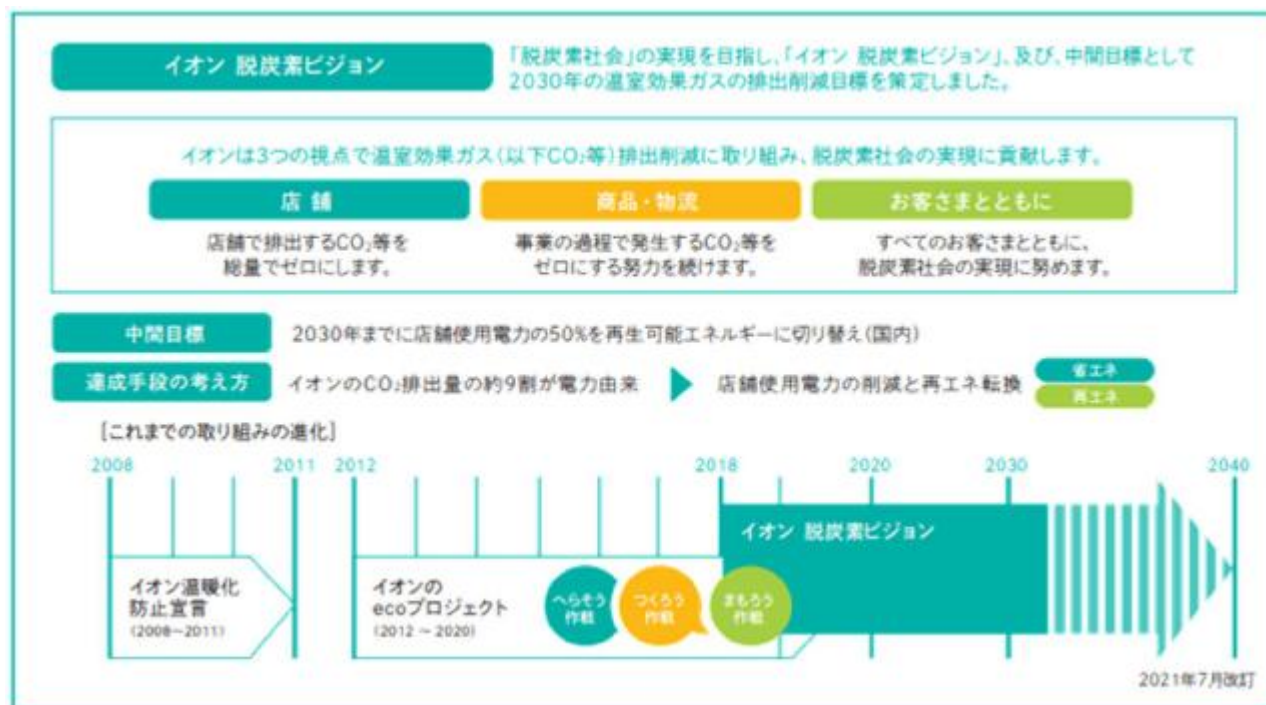 イオン 脱炭素ビジョン
「脱炭素社会」の実現を目指し、「イオン 脱炭素ビジョン」、及び、中間目標として
2030年の温室効果ガスの排出削減目標を策定しました。
イオンは3つの視点で温室効果ガス(以下CO₂等)排出削減に取り組み、脱炭素社会の実現に貢献します。
店舗
商品・物流
お客さまとともに
店舗で排出するCO₂等を
総量でゼロにします。
事業の過程で発生するCO₂等を
ゼロにする努力を続けます。
すべてのお客さまとともに、
脱炭素社会の実現に努めます。
中間目標
2030年までに店舗使用電力の50%を再生可能エネルギーに切り替え(国内)
達成手段の考え方
イオンのCO₂排出量の約9割が電力由来
店舗使用電力の削減と再エネ転換
省エネ
再エネ
[これまでの取り組みの進化]
2008
2011
2012
2018
2020
2030
2040
イオン 脱炭素ビジョン
イオン温暖化
防止宣言
(2008~2011)
イオンの
ecoプロジェクト
(2012 ~ 2020)
へらそう
作戦
つくろう
作戦
まもろう
作戦
2021年7月改訂